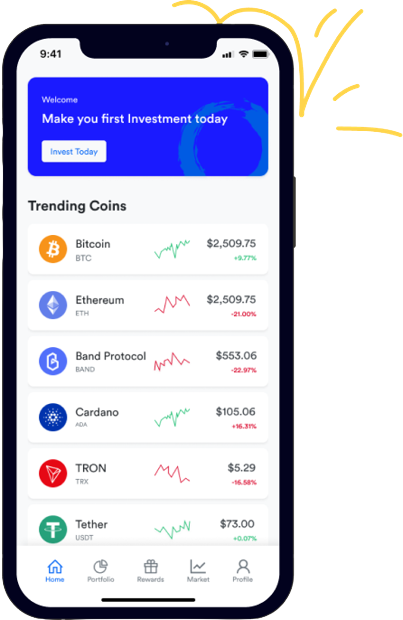 9:41
Welcome
Make you first Investment today
Invest Today
Trending Coins
Bitcoin $2,509.75
BTC +9.77%
Ethereum $2,509.75
ETH -21.00%
Band Protocol $553.06
BAND -22.97%
Cardano $105.06
ADA +16.31%
TRON $5.29
TRX -16.58%
Tether $73.00
USDT +0.07%
Home Portfolio Rewards Market Profile